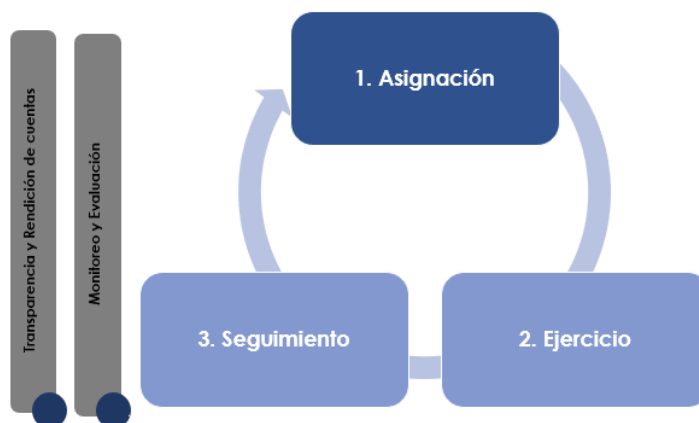 Transparencia y Rendición de cuentas
Monitoreo y Evaluación
1. Asignación
3. Seguimiento
2. Ejercicio